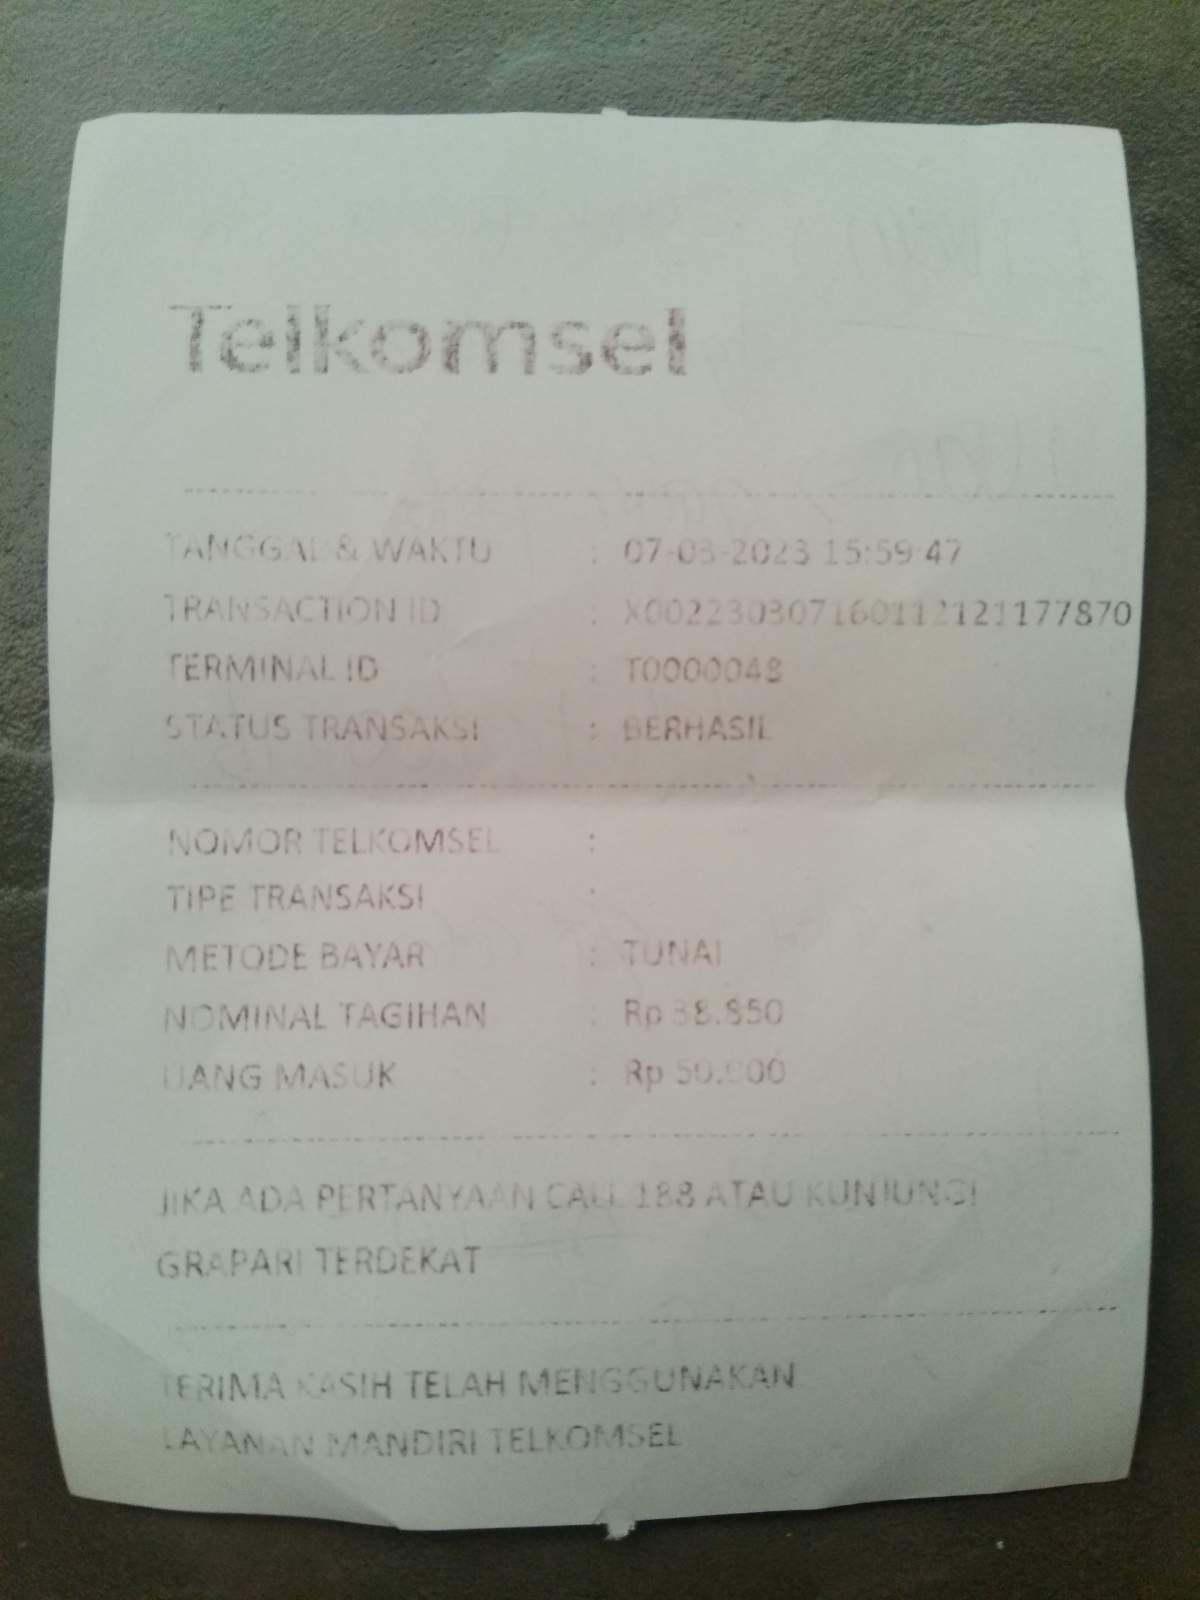 Telkomsel
TANGGAL & WAKTU : 07-03-2023 15:59:47
TRANSACTION ID : X002230307160112121177870
TERMINAL ID : T0000048
STATUS TRANSAKSI : BERHASIL
NOMOR TELKOMSEL :
TIPE TRANSAKSI :
METODE BAYAR : TUNAI
NOMINAL TAGIHAN : Rp 38.850
UANG MASUK : Rp 50.000
JIKA ADA PERTANYAAN CALL 188 ATAU KUNJUNGI
GRAPARI TERDEKAT
TERIMA KASIH TELAH MENGGUNAKAN
LAYANAN MANDIRI TELKOMSEL